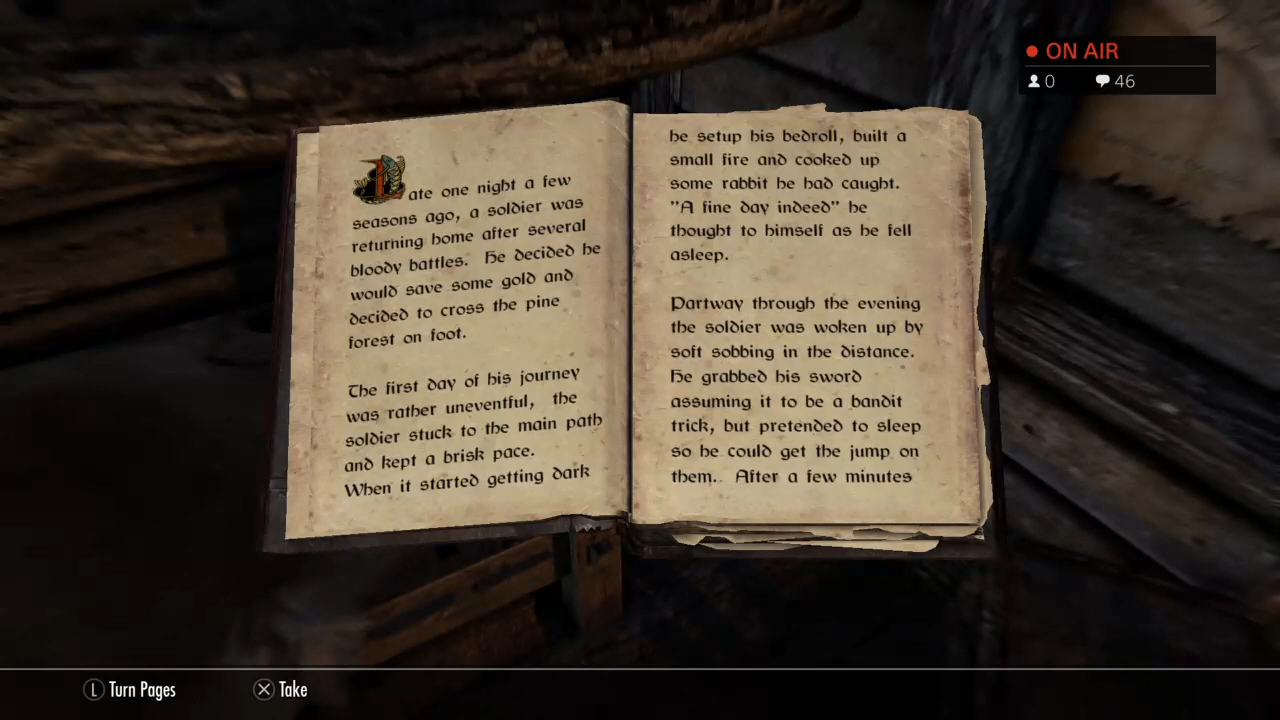 ON AIR
0 46
Late one night a few
seasons ago, a soldier was
returning home after several
bloody battles. He decided he
would save some gold and
decided to cross the pine
forest on foot.
The first day of his journey
was rather uneventful, the
soldier stuck to the main path
and kept a brisk pace.
When it started getting dark
he setup his bedroll, built a
small fire and cooked up
some rabbit he had caught.
"A fine day indeed" he
thought to himself as he fell
asleep.
Partway through the evening
the soldier was woken up by
soft sobbing in the distance.
He grabbed his sword
assuming it to be a bandit
trick, but pretended to sleep
so he could get the jump on
them.. After a few minutes
L Turn Pages
X Take